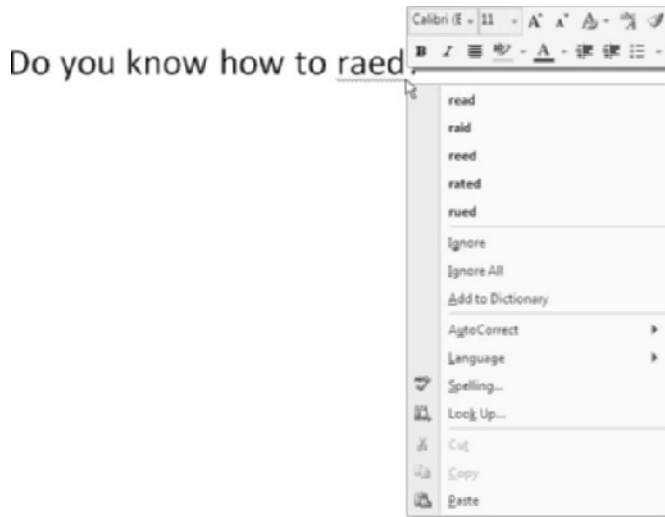 Calibri (E 11 A A A
Do you know how to raed?
B I A
read
raid
reed
rated
rued
Ignore
Ignore All
Add to Dictionary
AutoCorrect
Language
Spelling...
Look Up...
Cut
Copy
Paste